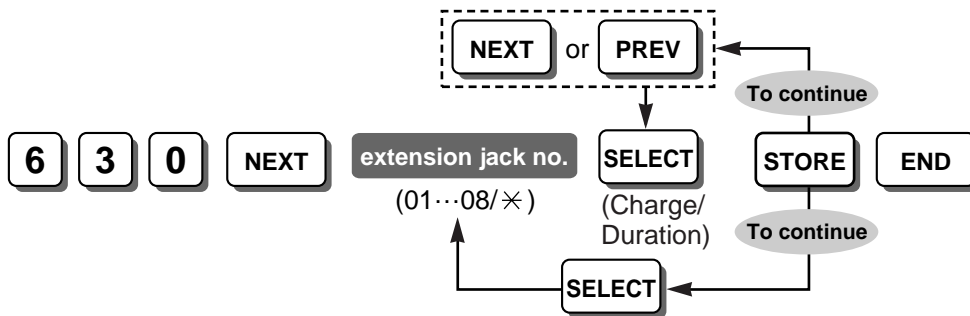 NEXT or PREV
To continue
6 3 0 NEXT extension jack no. SELECT STORE END
(01···08/✳)
(Charge/
Duration)
To continue
SELECT